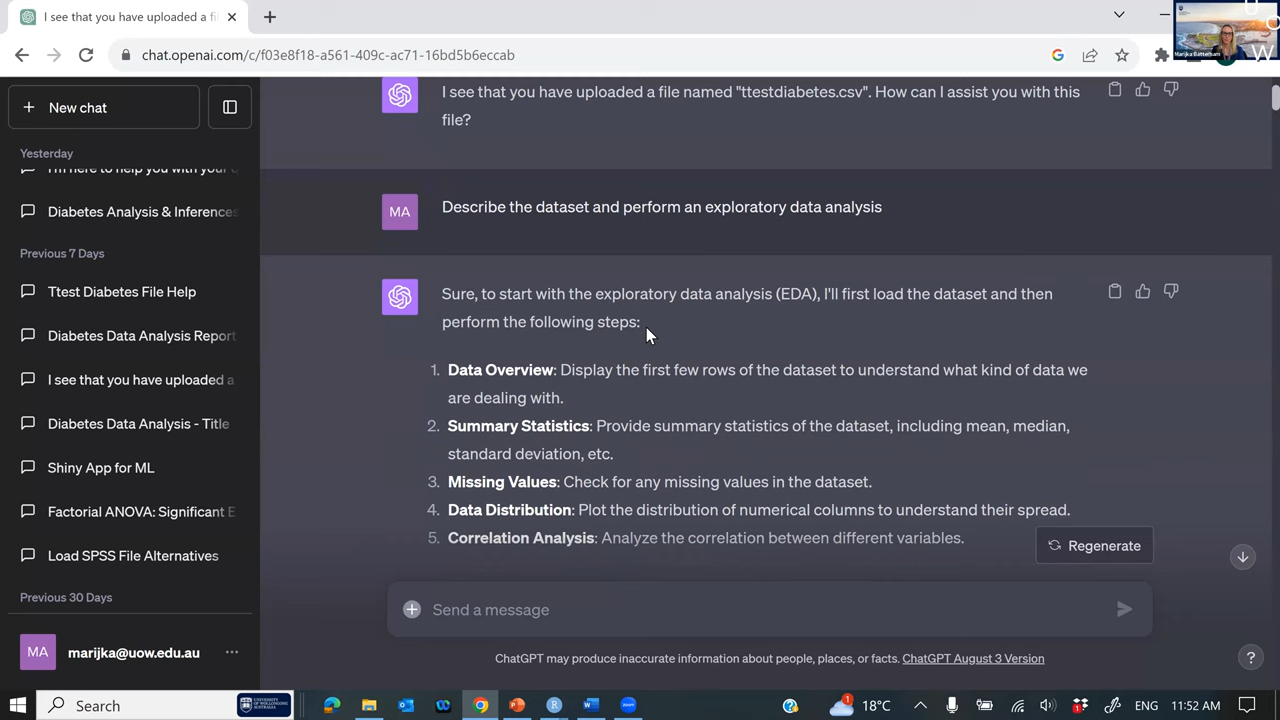 I see that you have uploaded a fi
chat.openai.com/c/f03e8f18-a561-409c-ac71-16bd5b6eccab
Marijka Batterham
New chat
Yesterday
Diabetes Analysis & Inferences
Previous 7 Days
Ttest Diabetes File Help
Diabetes Data Analysis Report
I see that you have uploaded a
Diabetes Data Analysis - Title
Shiny App for ML
Factorial ANOVA: Significant E
Load SPSS File Alternatives
Previous 30 Days
MA
marijka@uow.edu.au
I see that you have uploaded a file named "ttestdiabetes.csv". How can I assist you with this
file?
MA
Describe the dataset and perform an exploratory data analysis
Sure, to start with the exploratory data analysis (EDA), I'll first load the dataset and then
perform the following steps:
1. Data Overview: Display the first few rows of the dataset to understand what kind of data we
are dealing with.
2. Summary Statistics: Provide summary statistics of the dataset, including mean, median,
standard deviation, etc.
3. Missing Values: Check for any missing values in the dataset.
4. Data Distribution: Plot the distribution of numerical columns to understand their spread.
5. Correlation Analysis: Analyze the correlation between different variables.
Regenerate
Send a message
ChatGPT may produce inaccurate information about people, places, or facts. ChatGPT August 3 Version
?
Search
18°C
ENG
11:52 AM